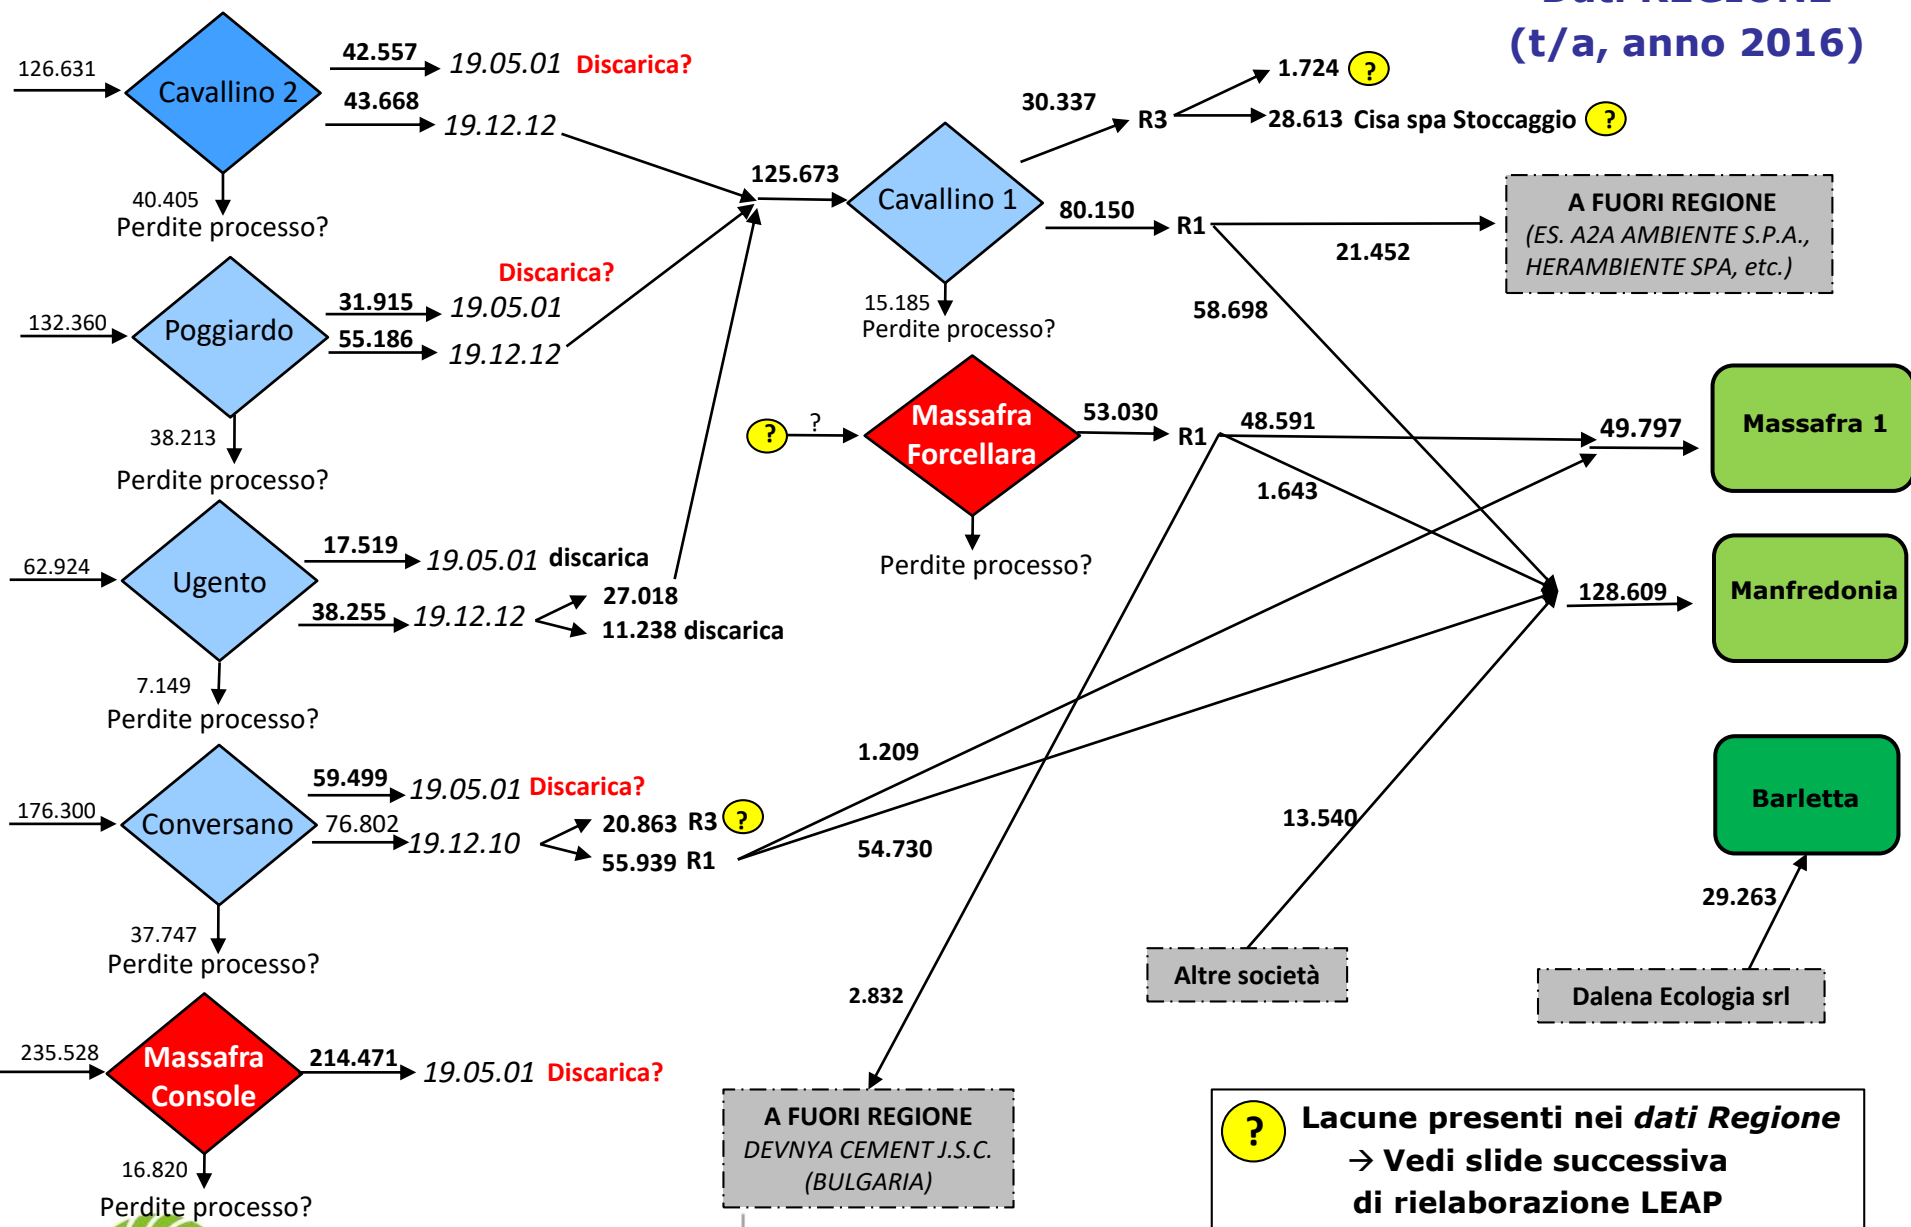 Dati REGIONE
(t/a, anno 2016)
126.631
Cavallino 2
42.557
19.05.01 Discarica?
43.668
19.12.12
40.405
Perdite processo?
132.360
Poggiardo
Discarica?
31.915
19.05.01
55.186
19.12.12
38.213
Perdite processo?
62.924
Ugento
17.519
19.05.01 discarica
38.255
19.12.12
27.018
11.238 discarica
7.149
Perdite processo?
176.300
Conversano
59.499
19.05.01 Discarica?
76.802
19.12.10
20.863 R3 ?
55.939 R1
37.747
Perdite processo?
235.528
Massafra
Console
214.471
19.05.01 Discarica?
16.820
Perdite processo?
125.673
Cavallino 1
30.337
R3
1.724 ?
28.613 Cisa spa Stoccaggio ?
80.150
R1
21.452
58.698
15.185
Perdite processo?
A FUORI REGIONE
(ES. A2A AMBIENTE S.P.A.,
HERAMBIENTE SPA, etc.)
?
?
Massafra
Forcellara
53.030
R1
48.591
1.643
Perdite processo?
49.797
Massafra 1
128.609
Manfredonia
1.209
54.730
13.540
2.832
Altre società
Barletta
29.263
Dalena Ecologia srl
A FUORI REGIONE
DEVNYA CEMENT J.S.C.
(BULGARIA)
? Lacune presenti nei dati Regione
→ Vedi slide successiva
di rielaborazione LEAP